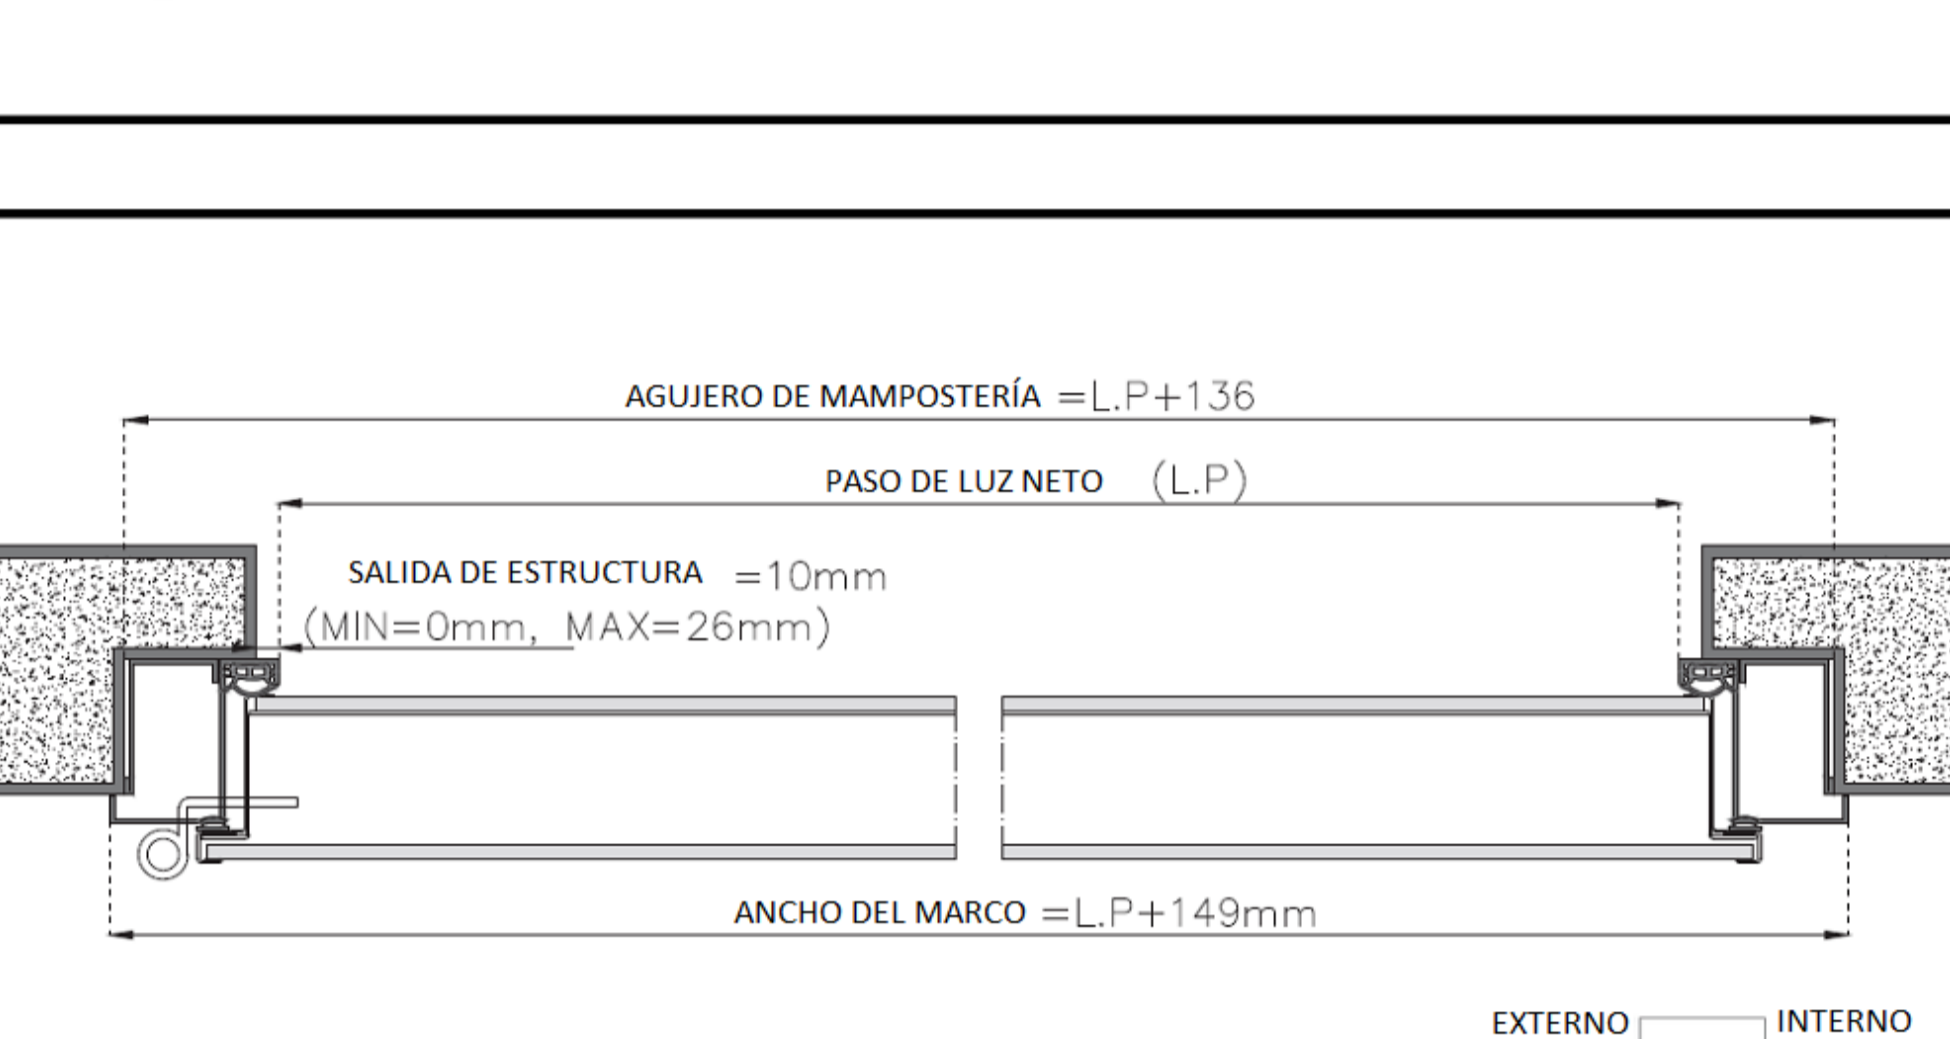 AGUJERO DE MAMPOSTERÍA =L.P+136
PASO DE LUZ NETO (L.P)
SALIDA DE ESTRUCTURA =10mm
(MIN=0mm, MAX=26mm)
ANCHO DEL MARCO =L.P+149mm
EXTERNO INTERNO